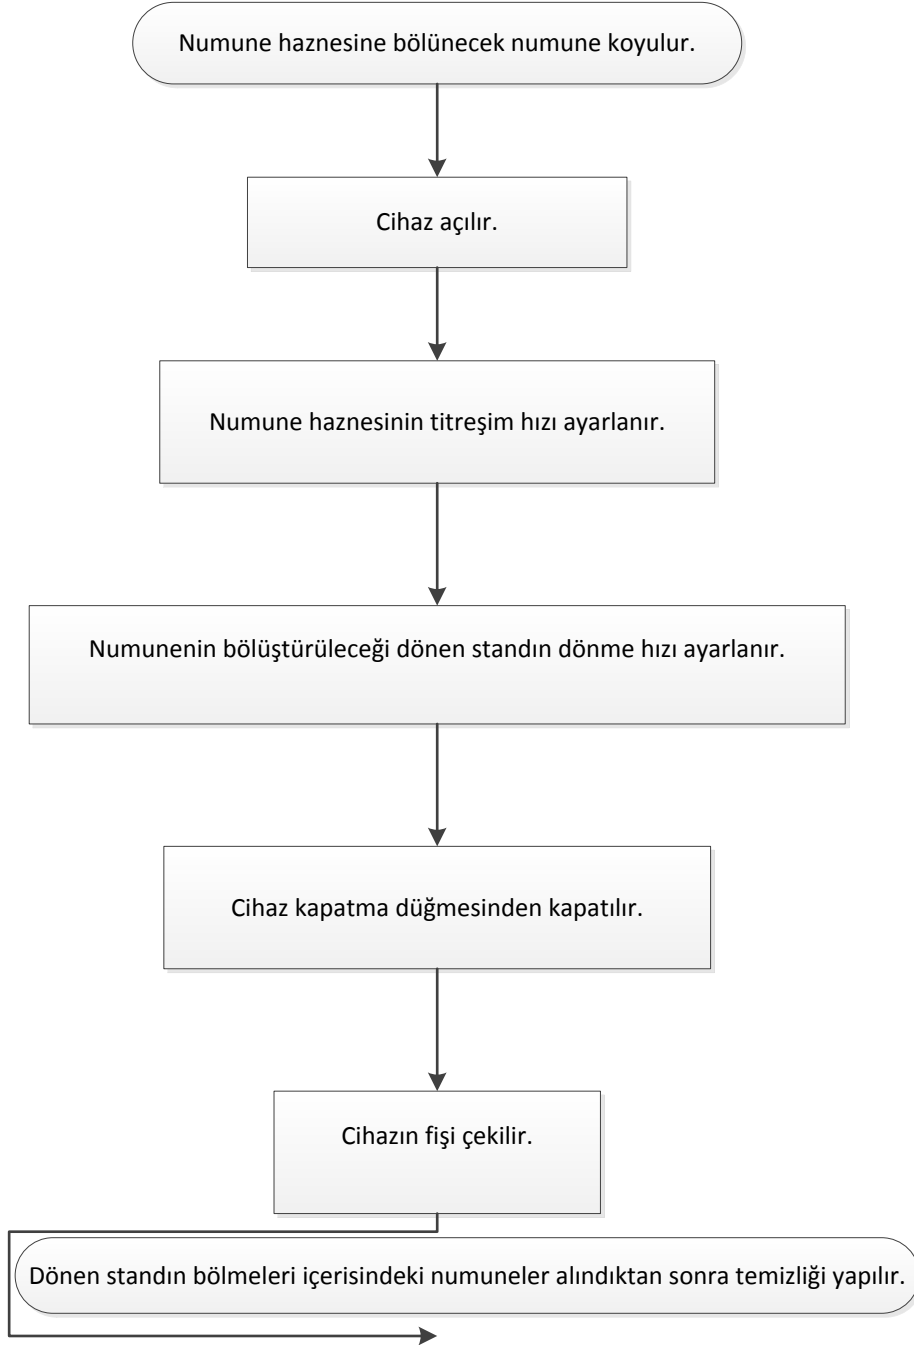 Numune haznesine bölünecek numune koyulur.
Cihaz açılır.
Numune haznesinin titreşim hızı ayarlanır.
Numunenin bölüştürüleceği dönen standın dönme hızı ayarlanır.
Cihaz kapatma düğmesinden kapatılır.
Cihazın fişi çekilir.
Dönen standın bölmeleri içerisindeki numuneler alındıktan sonra temizliği yapılır.